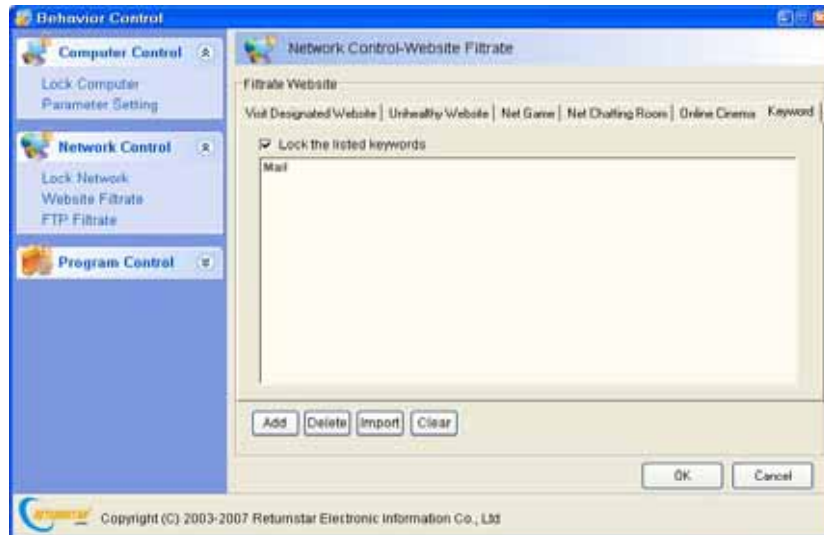 Behavior Control
Computer Control
Lock Computer
Parameter Setting
Network Control
Lock Network
Website Filtrate
FTP Filtrate
Program Control
Network Control-Website Filtrate
Filtrate Website
Visit Designated Website | Unhealthy Website | Net Game | Net Chatting Room | Online Cinema Keyword
Lock the listed keywords
Mail
Add Delete Import Clear
OK Cancel
RETURNSTAR
Copyright (C) 2003-2007 Returnstar Electronic Information Co., Ltd